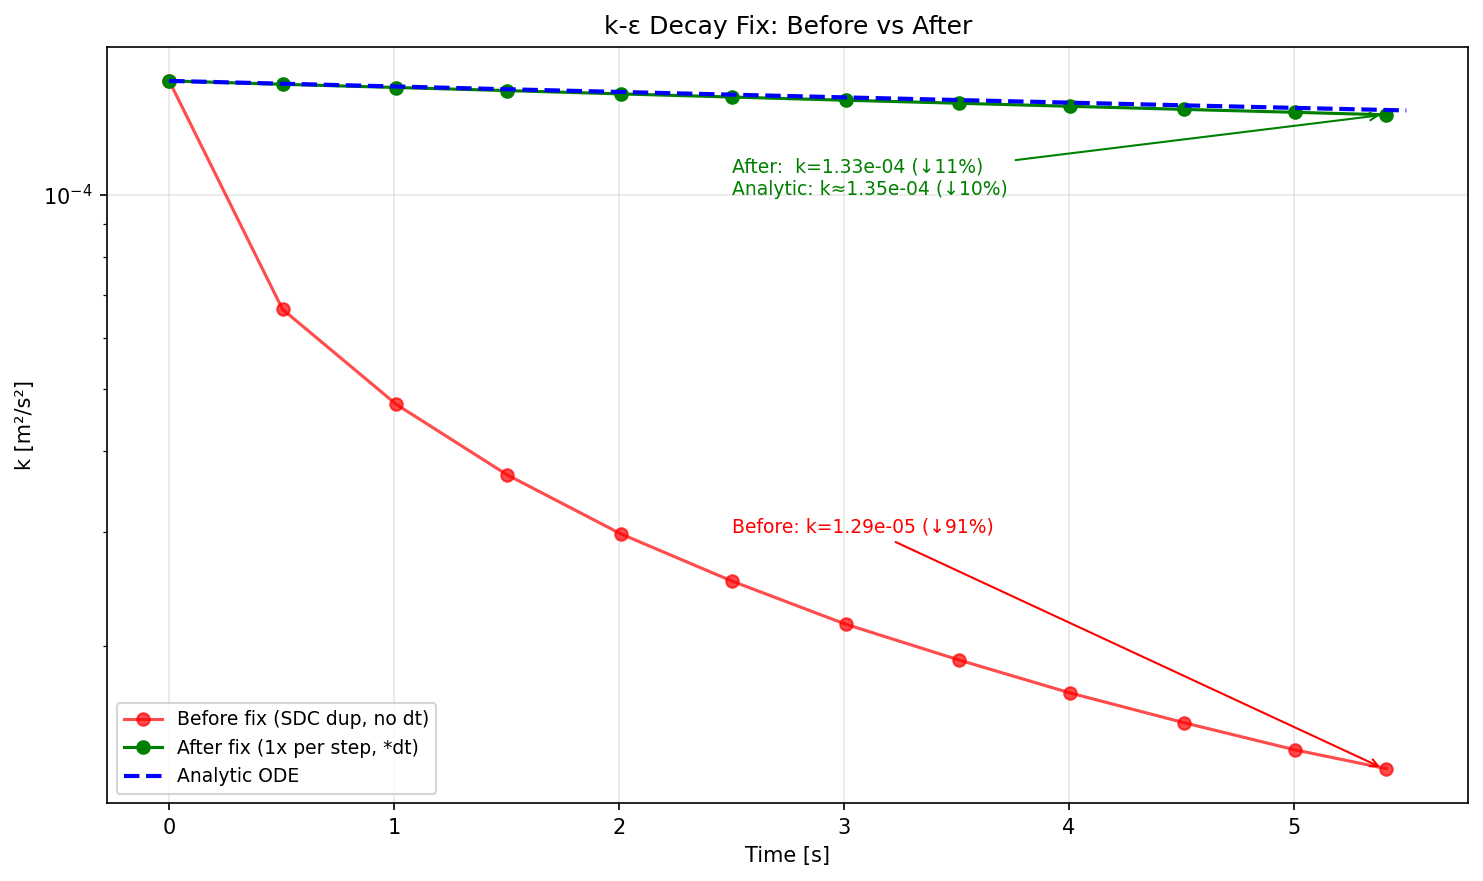 k-ε Decay Fix: Before vs After
10⁻⁴
k [m²/s²]
After:  k=1.33e-04 (↓11%)
Analytic: k≈1.35e-04 (↓10%)
Before: k=1.29e-05 (↓91%)
Before fix (SDC dup, no dt)
After fix (1x per step, *dt)
Analytic ODE
0 1 2 3 4 5
Time [s]